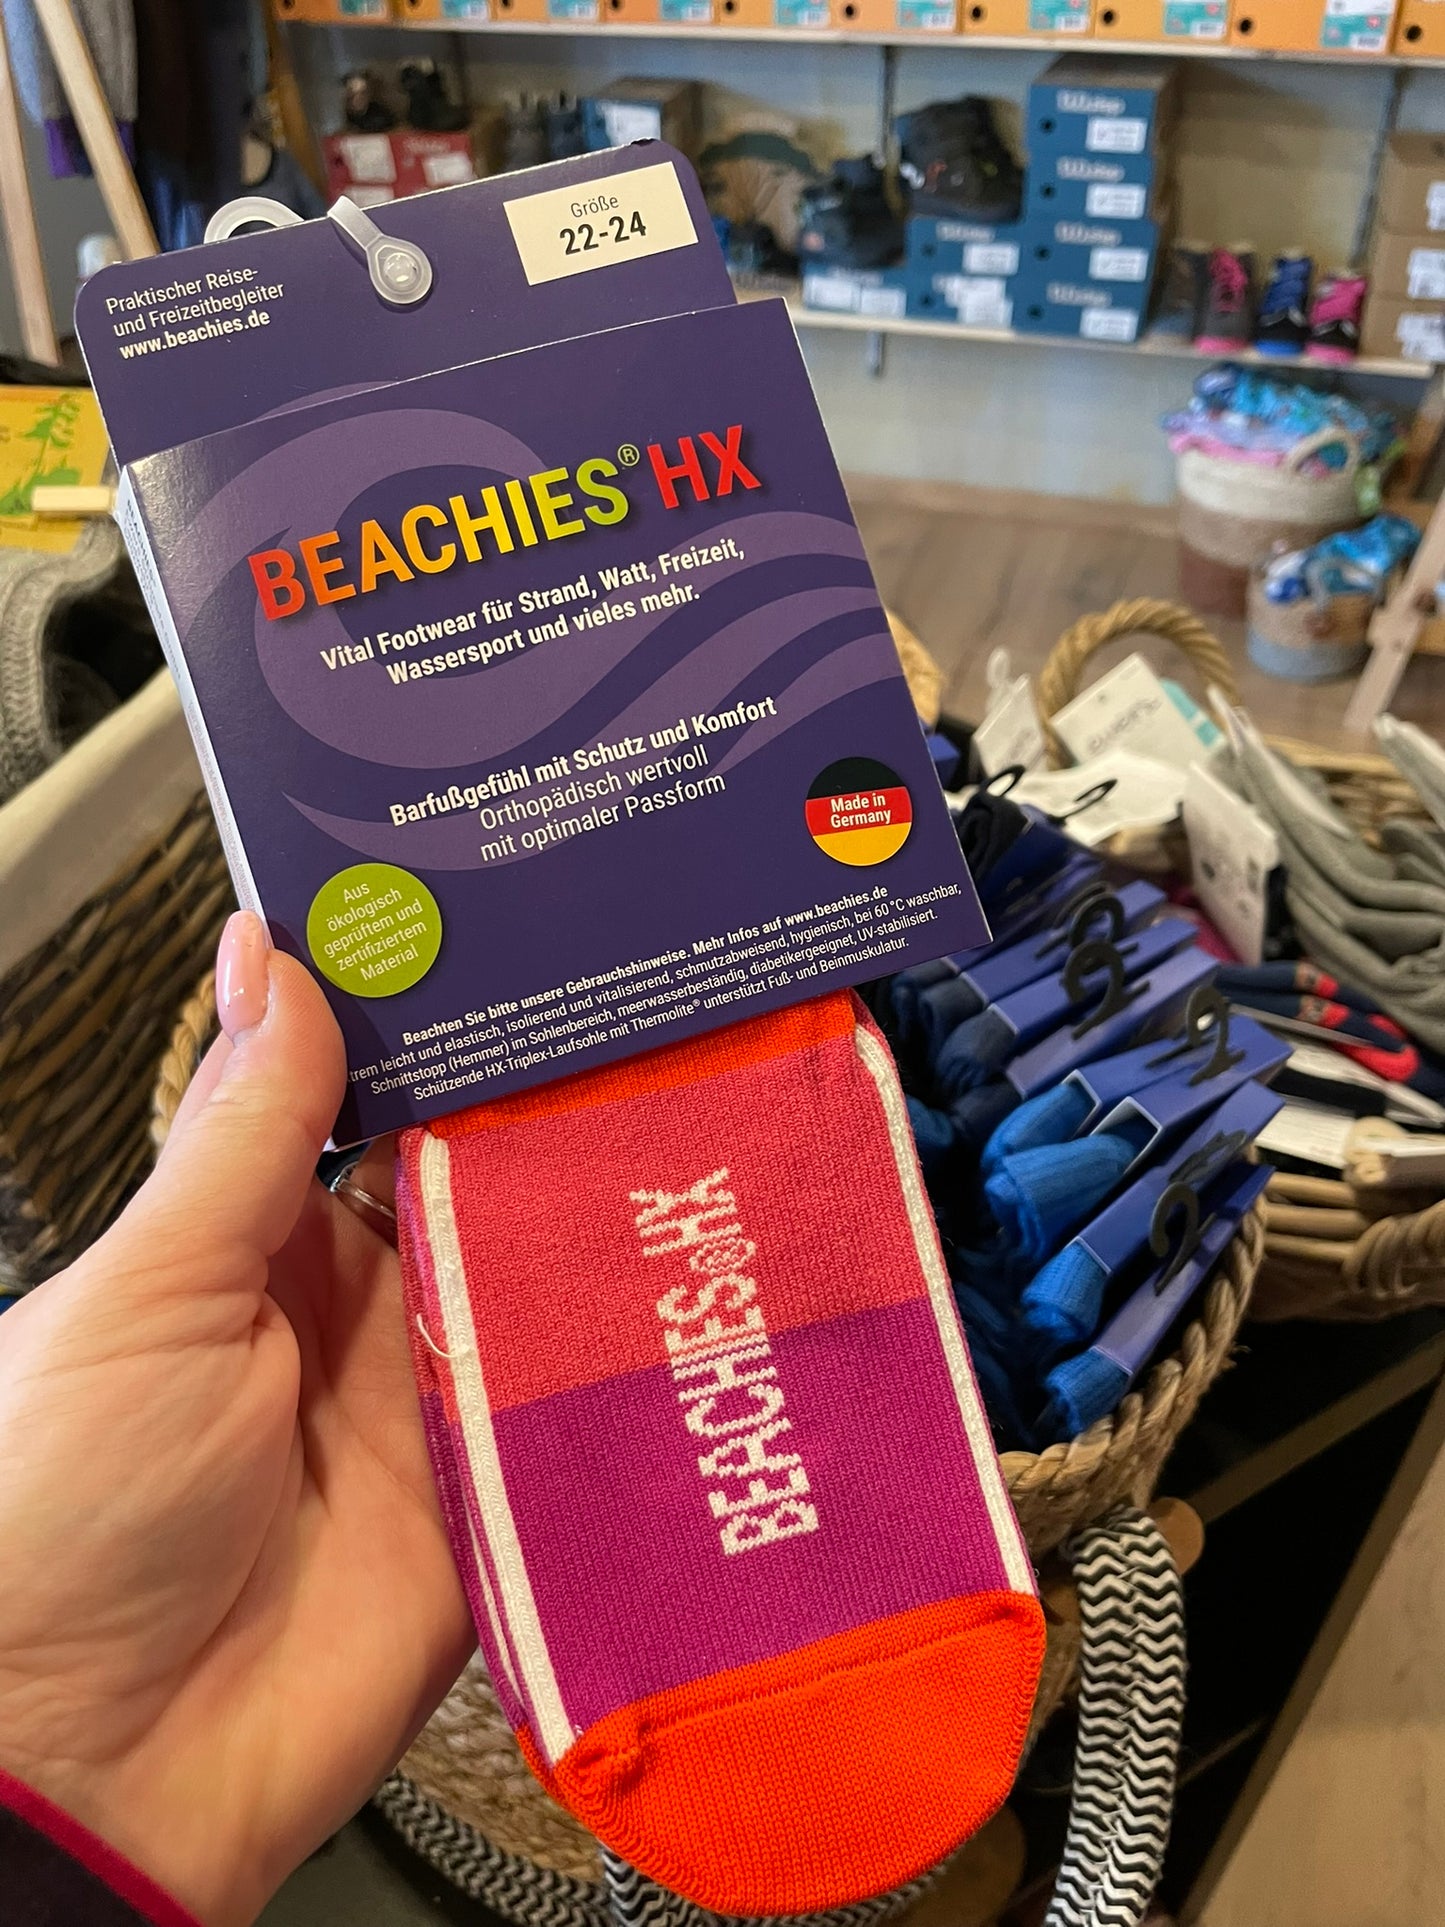 Größe
22-24
Praktischer Reise-
und Freizeitbegleiter
www.beachies.de
BEACHIES® HX
Vital Footwear für Strand, Watt, Freizeit,
Wassersport und vieles mehr.
Barfußgefühl mit Schutz und Komfort
Orthopädisch wertvoll
mit optimaler Passform
Made in
Germany
Aus
ökologisch
geprüftem und
zertifiziertem
Material
Beachten Sie bitte unsere Gebrauchshinweise. Mehr Infos auf www.beachies.de
trem leicht und elastisch, isolierend und vitalisierend, schmutzabweisend, hygienisch, bei 60 °C waschbar,
Schnittstopp (Hemmer) im Sohlenbereich, meerwasserbeständig, diabetikergeeignet, UV-stabilisiert.
Schützende HX-Triplex-Laufsohle mit Thermolite® unterstützt Fuß- und Beinmuskulatur.
BEACHIES® HX